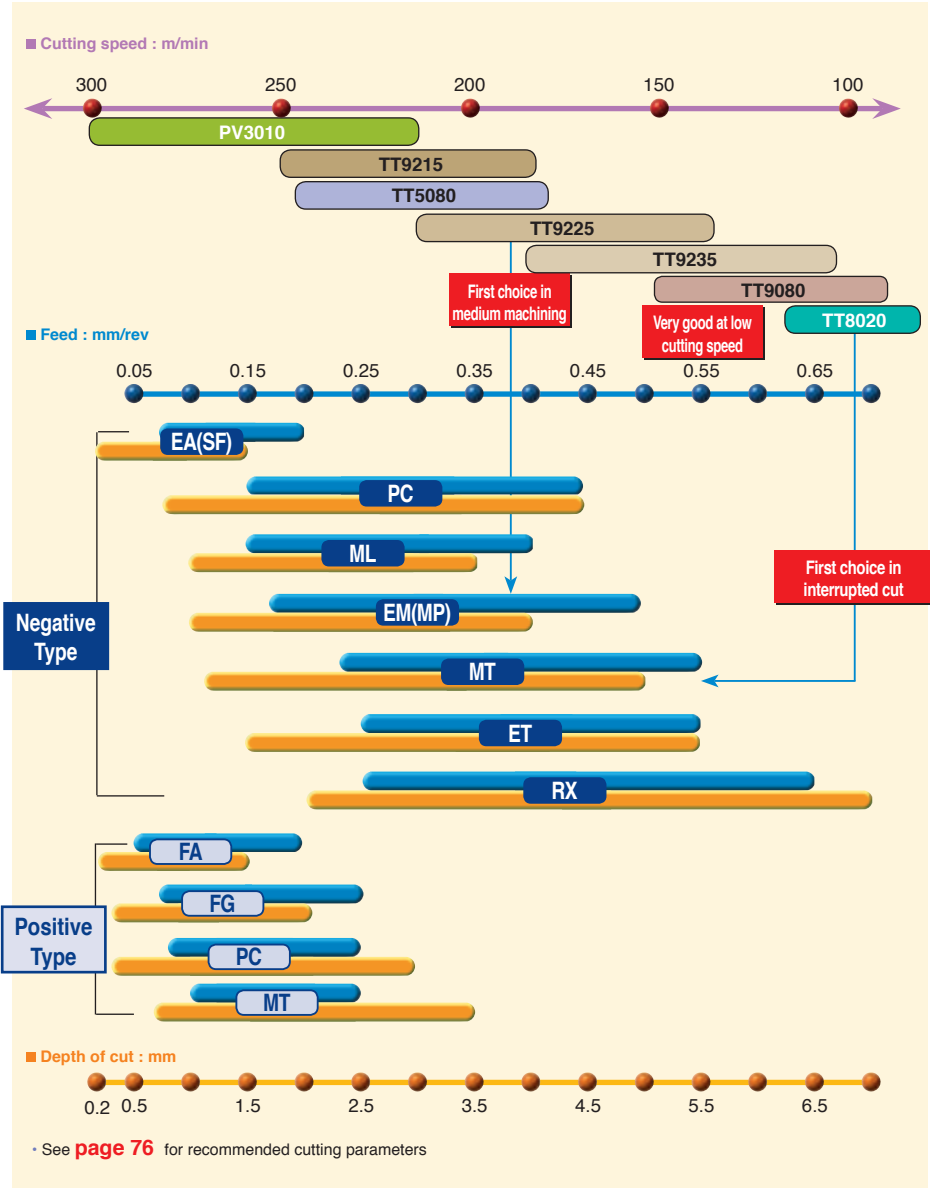 ■ Cutting speed : m/min
300 250 200 150 100
PV3010
TT9215
TT5080
TT9225
TT9235
TT9080
TT8020
First choice in
medium machining
Very good at low
cutting speed
■ Feed : mm/rev
0.05 0.15 0.25 0.35 0.45 0.55 0.65
EA(SF)
PC
ML
First choice in
interrupted cut
EM(MP)
Negative
Type
MT
ET
RX
FA
FG
Positive
Type
PC
MT
■ Depth of cut : mm
0.2 0.5 1.5 2.5 3.5 4.5 5.5 6.5
• See page 76 for recommended cutting parameters